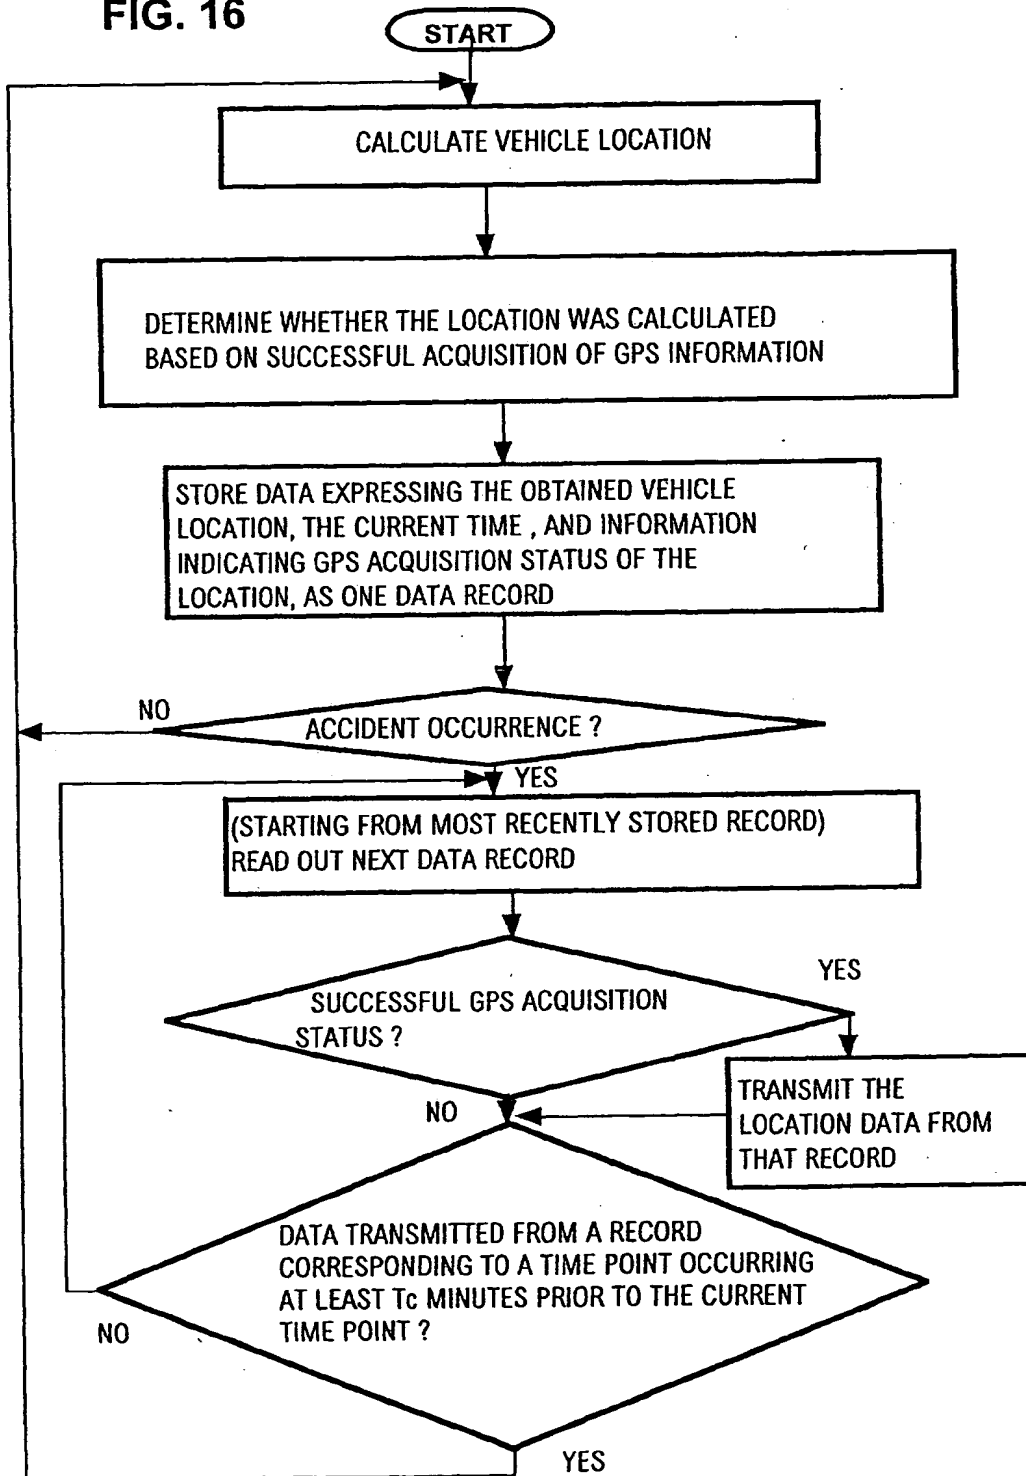 FIG. 16
START
CALCULATE VEHICLE LOCATION
DETERMINE WHETHER THE LOCATION WAS CALCULATED
BASED ON SUCCESSFUL ACQUISITION OF GPS INFORMATION
STORE DATA EXPRESSING THE OBTAINED VEHICLE
LOCATION, THE CURRENT TIME , AND INFORMATION
INDICATING GPS ACQUISITION STATUS OF THE
LOCATION, AS ONE DATA RECORD
NO
ACCIDENT OCCURRENCE ?
YES
(STARTING FROM MOST RECENTLY STORED RECORD)
READ OUT NEXT DATA RECORD
YES
SUCCESSFUL GPS ACQUISITION
STATUS ?
NO
TRANSMIT THE
LOCATION DATA FROM
THAT RECORD
DATA TRANSMITTED FROM A RECORD
CORRESPONDING TO A TIME POINT OCCURRING
AT LEAST Tc MINUTES PRIOR TO THE CURRENT
TIME POINT ?
NO
YES